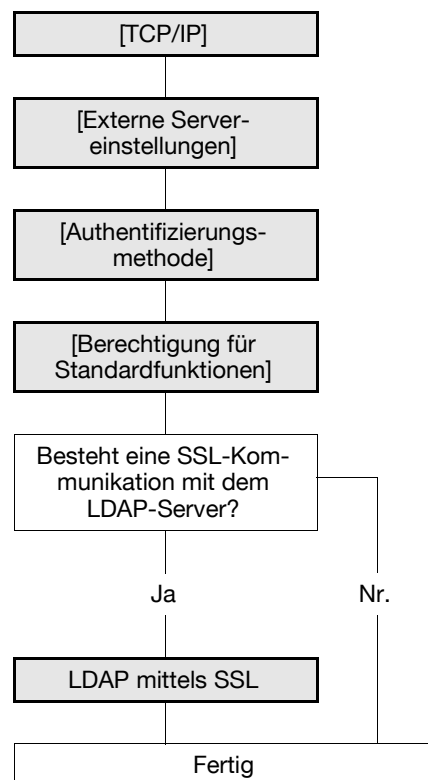 [TCP/IP]
[Externe Server-
einstellungen]
[Authentifizierungs-
methode]
[Berechtigung für
Standardfunktionen]
Besteht eine SSL-Kom-
munikation mit dem
LDAP-Server?
Ja
Nr.
LDAP mittels SSL
Fertig